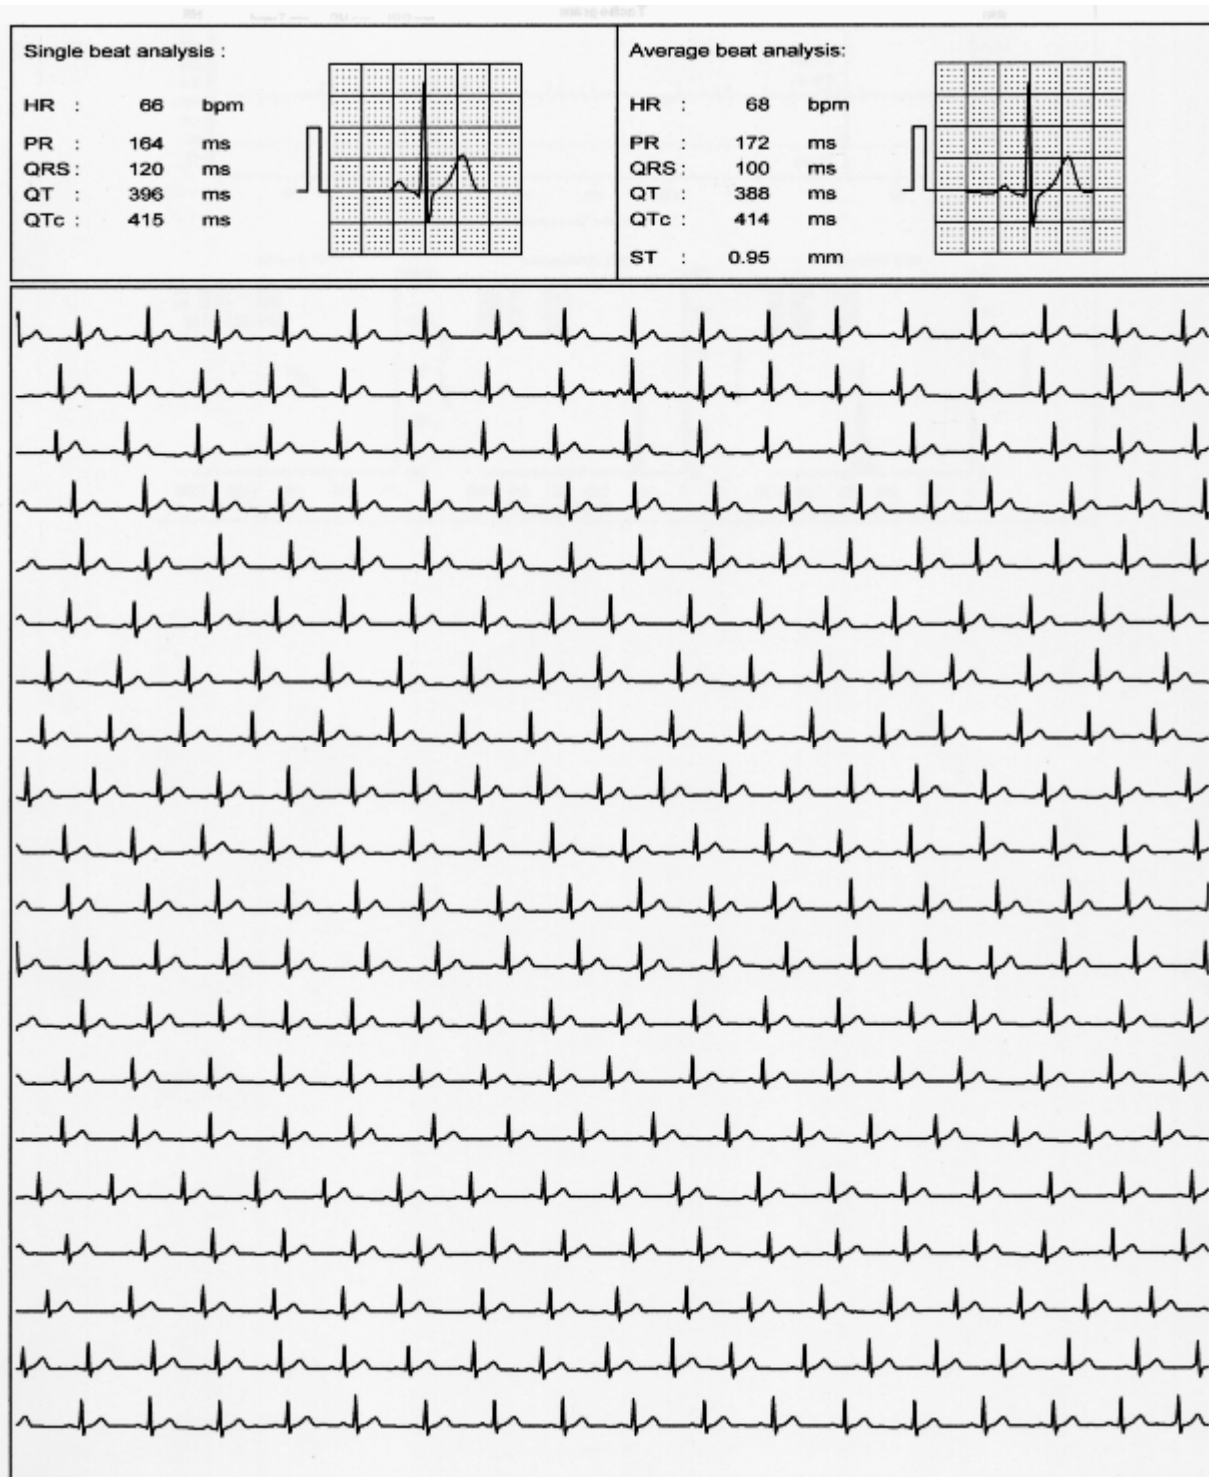 Single beat analysis :
HR : 66 bpm
PR : 164 ms
QRS : 120 ms
QT : 396 ms
QTc : 415 ms
Average beat analysis:
HR : 68 bpm
PR : 172 ms
QRS : 100 ms
QT : 388 ms
QTc : 414 ms
ST : 0.95 mm